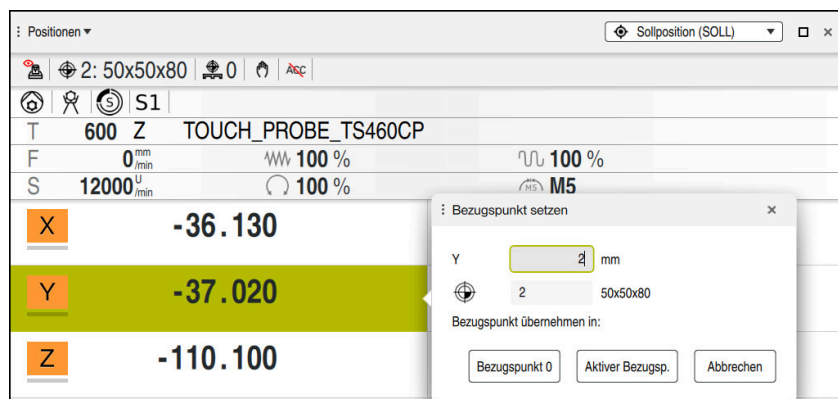 Positionen
Sollposition (SOLL)
2: 50x50x80 0 ACC
S S1
T 600 Z TOUCH_PROBE_TS460CP
F 0 mm/min 100 % 100 %
S 12000 U/min 100 % M5 M5
Bezugspunkt setzen
X -36.130
Y 2 mm
Y -37.020
2 50x50x80
Bezugspunkt übernehmen in:
Z -110.100
Bezugspunkt 0 Aktiver Bezugsp. Abbrechen